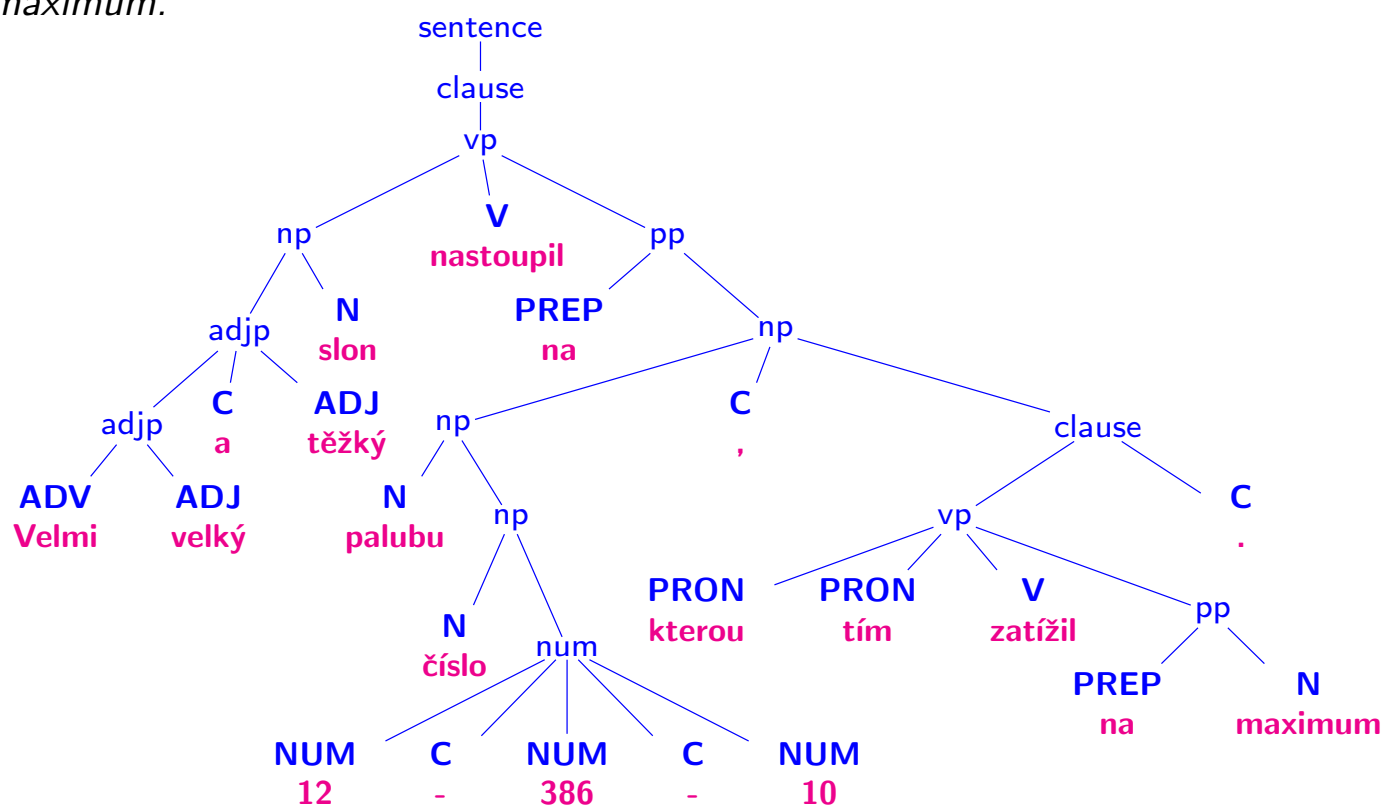 maximum.
sentence
clause
vp
np V pp
nastoupil
adjp N PREP np
slon na
adjp C ADJ np C clause
a těžký ,
ADV ADJ N np vp C
Velmi velký palubu .
PRON PRON V pp
kterou tím zatížil
N num
číslo
PREP N
na maximum
NUM C NUM C NUM
12 - 386 - 10